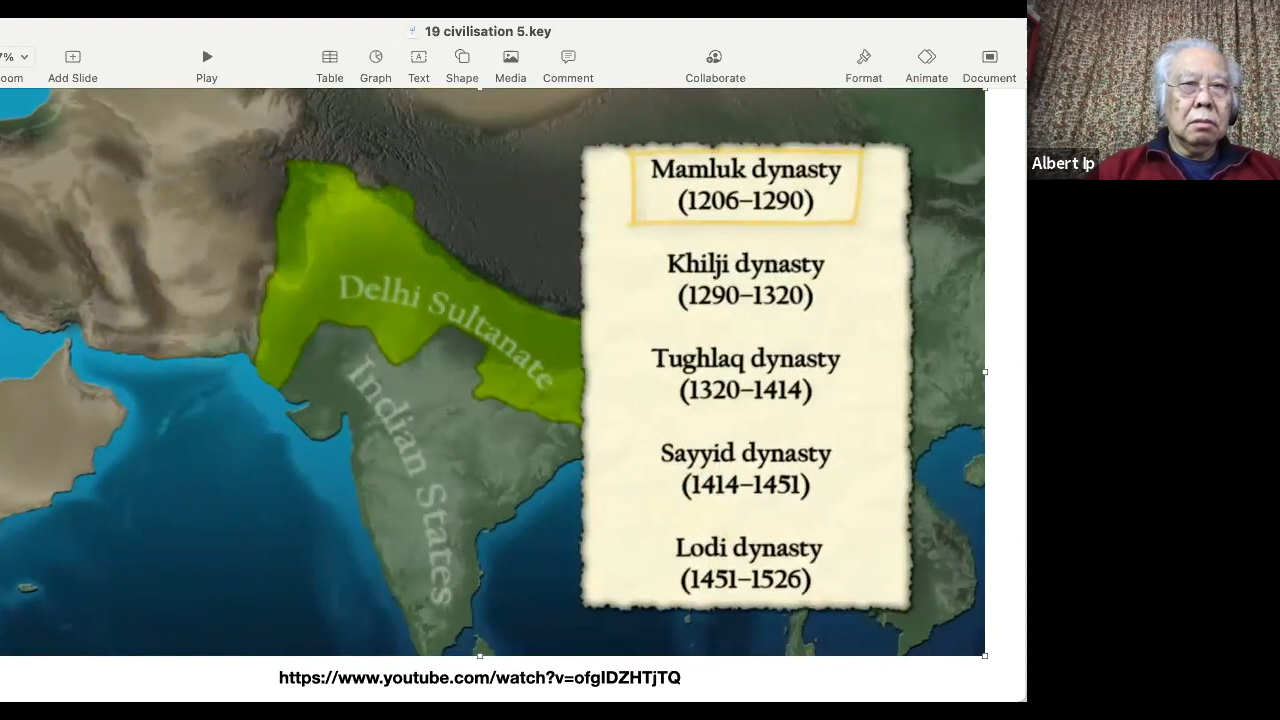 19 civilisation 5.key
7%
oom
Add Slide
Play
Table
Graph
Text
Shape
Media
Comment
Collaborate
Format
Animate
Document
Mamluk dynasty
(1206–1290)
Khilji dynasty
(1290–1320)
Tughlaq dynasty
(1320–1414)
Sayyid dynasty
(1414–1451)
Lodi dynasty
(1451–1526)
Delhi Sultanate
Indian States
https://www.youtube.com/watch?v=ofgIDZHTjTQ
Albert Ip